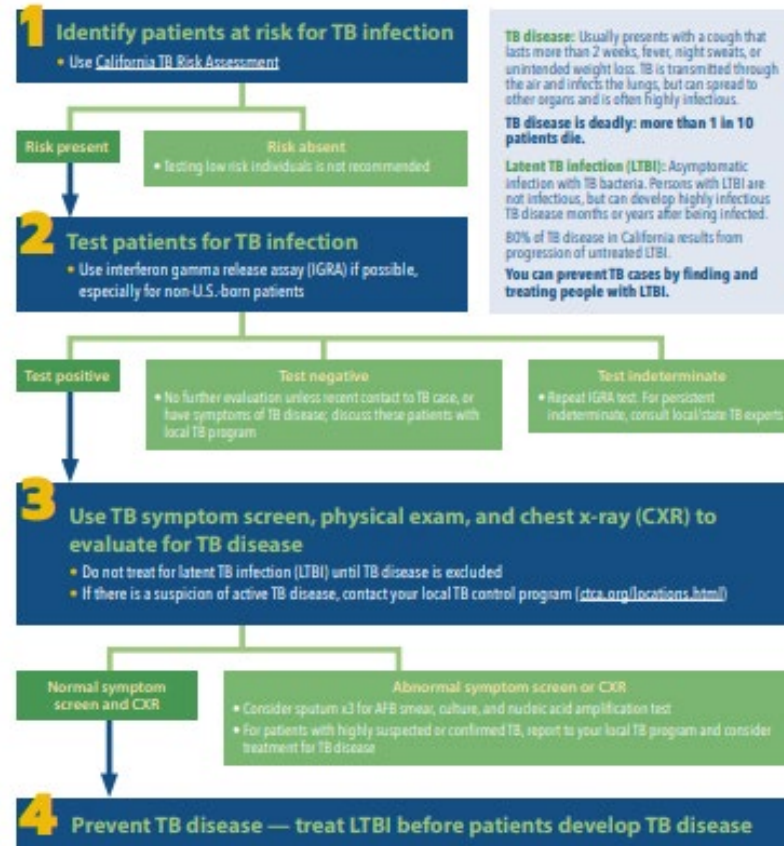 1 Identify patients at risk for TB infection
• Use California TB Risk Assessment
Risk present
Risk absent
• Testing low risk individuals is not recommended
TB disease: Usually presents with a cough that
lasts more than 2 weeks, fever, night sweats, or
unintended weight loss. TB is transmitted through
the air and infects the lungs, but can spread to
other organs and is often highly infectious.
TB disease is deadly: more than 1 in 10
patients die.
Latent TB infection (LTBI): Asymptomatic
infection with TB bacteria. Persons with LTBI are
not infectious, but can develop highly infectious
TB disease months or years after being infected.
80% of TB disease in California results from
progression of untreated LTBI.
You can prevent TB cases by finding and
treating people with LTBI.
2 Test patients for TB infection
• Use interferon gamma release assay (IGRA) if possible,
especially for non-U.S.-born patients
Test positive
Test negative
• No further evaluation unless recent contact to TB case, or
have symptoms of TB disease; discuss these patients with
local TB program
Test indeterminate
• Repeat IGRA test. For persistent
indeterminate, consult local/state TB experts
3 Use TB symptom screen, physical exam, and chest x-ray (CXR) to
evaluate for TB disease
• Do not treat for latent TB infection (LTBI) until TB disease is excluded
• If there is a suspicion of active TB disease, contact your local TB control program (ctca.org/locations.html)
Normal symptom
screen and CXR
Abnormal symptom screen or CXR
• Consider sputum x3 for AFB smear, culture, and nucleic acid amplification test
• For patients with highly suspected or confirmed TB, report to your local TB program and consider
treatment for TB disease
4 Prevent TB disease — treat LTBI before patients develop TB disease